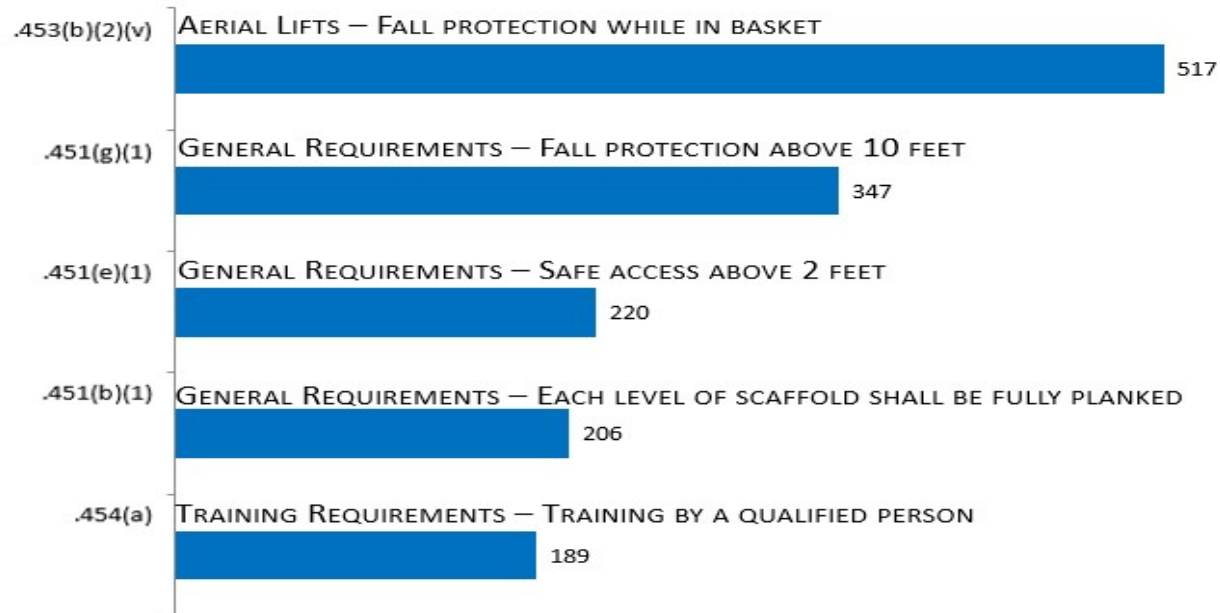 .453(b)(2)(v) AERIAL LIFTS – FALL PROTECTION WHILE IN BASKET
517
.451(g)(1) GENERAL REQUIREMENTS – FALL PROTECTION ABOVE 10 FEET
347
.451(e)(1) GENERAL REQUIREMENTS – SAFE ACCESS ABOVE 2 FEET
220
.451(b)(1) GENERAL REQUIREMENTS – EACH LEVEL OF SCAFFOLD SHALL BE FULLY PLANKED
206
.454(a) TRAINING REQUIREMENTS – TRAINING BY A QUALIFIED PERSON
189